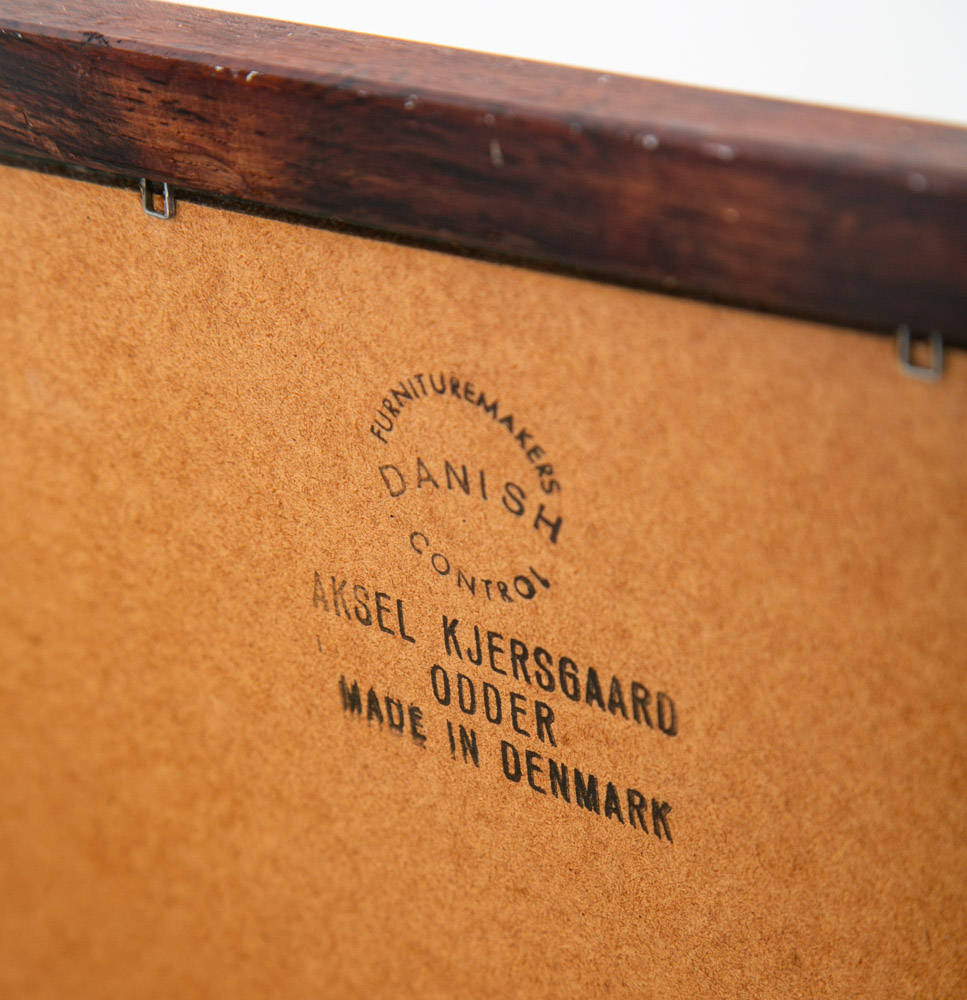 FURNITUREMAKERS
DANISH
CONTROL
AKSEL KJERSGAARD
ODDER
MADE IN DENMARK